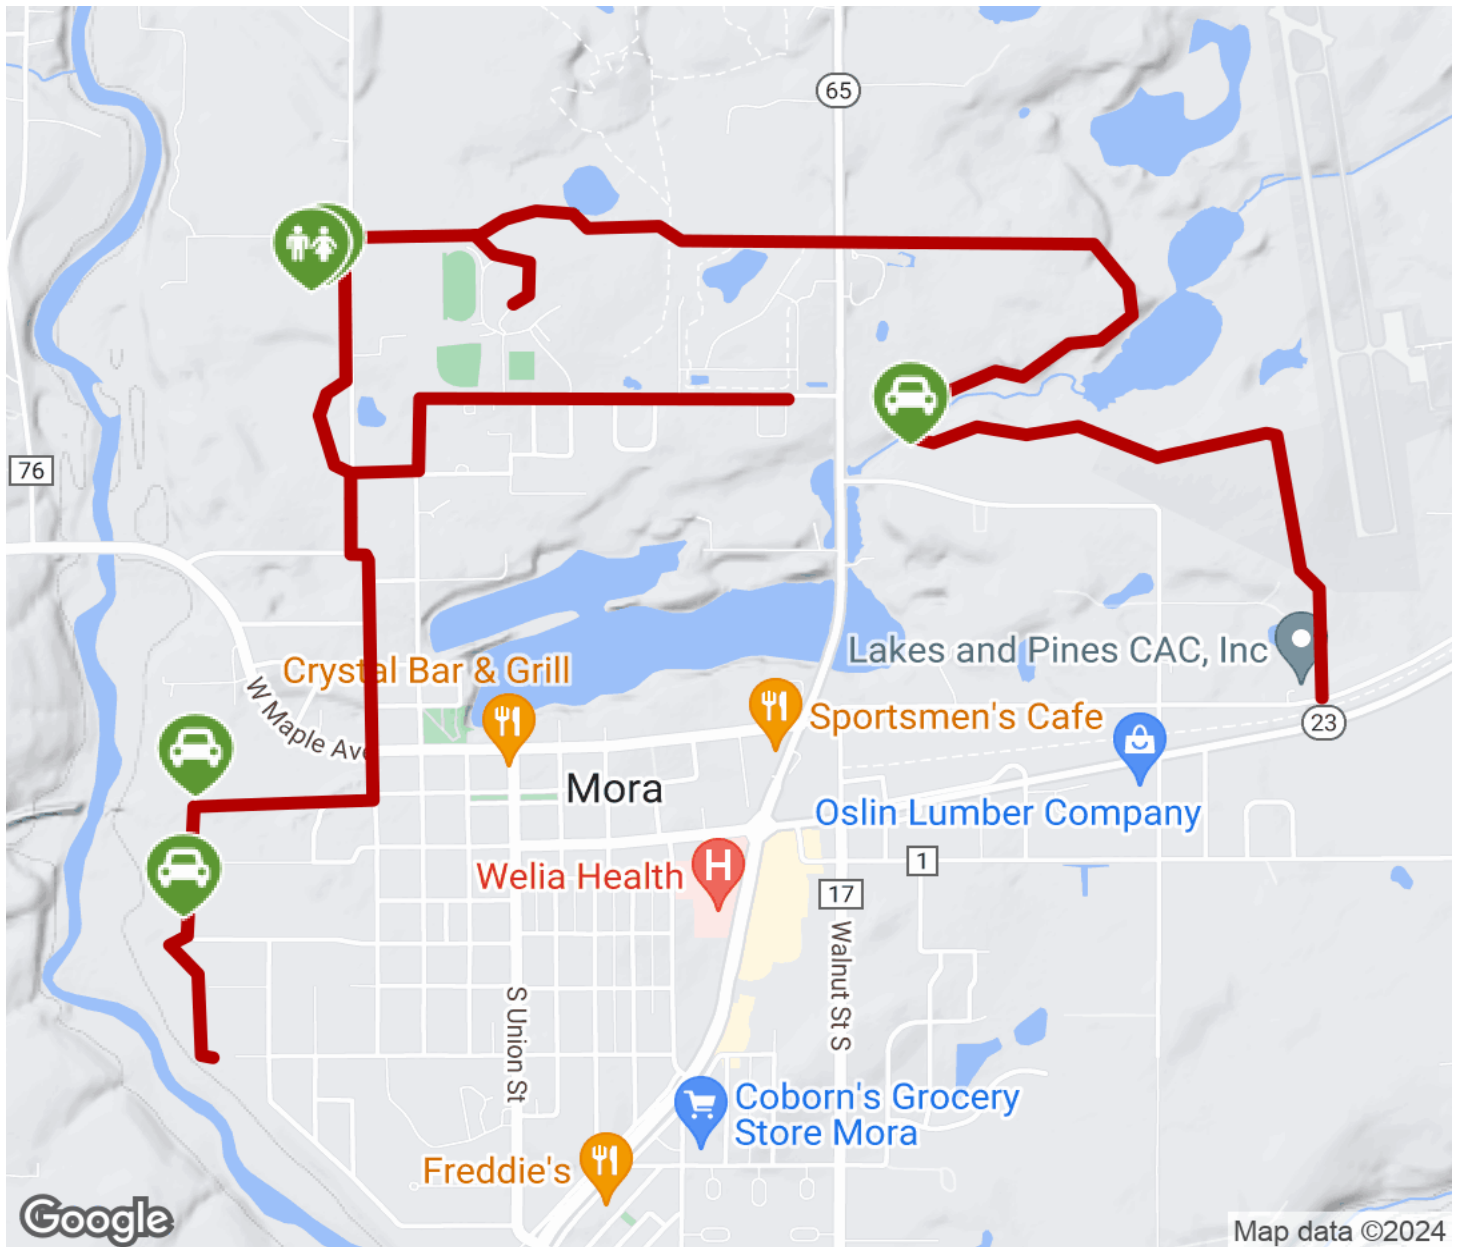 65
76
Crystal Bar & Grill
W Maple Ave
Lakes and Pines CAC, Inc
Sportsmen's Cafe
23
Mora
Oslin Lumber Company
Welia Health
H
1
17
Walnut St S
S Union St
Coborn's Grocery
Store Mora
Freddie's
Google
Map data ©2024